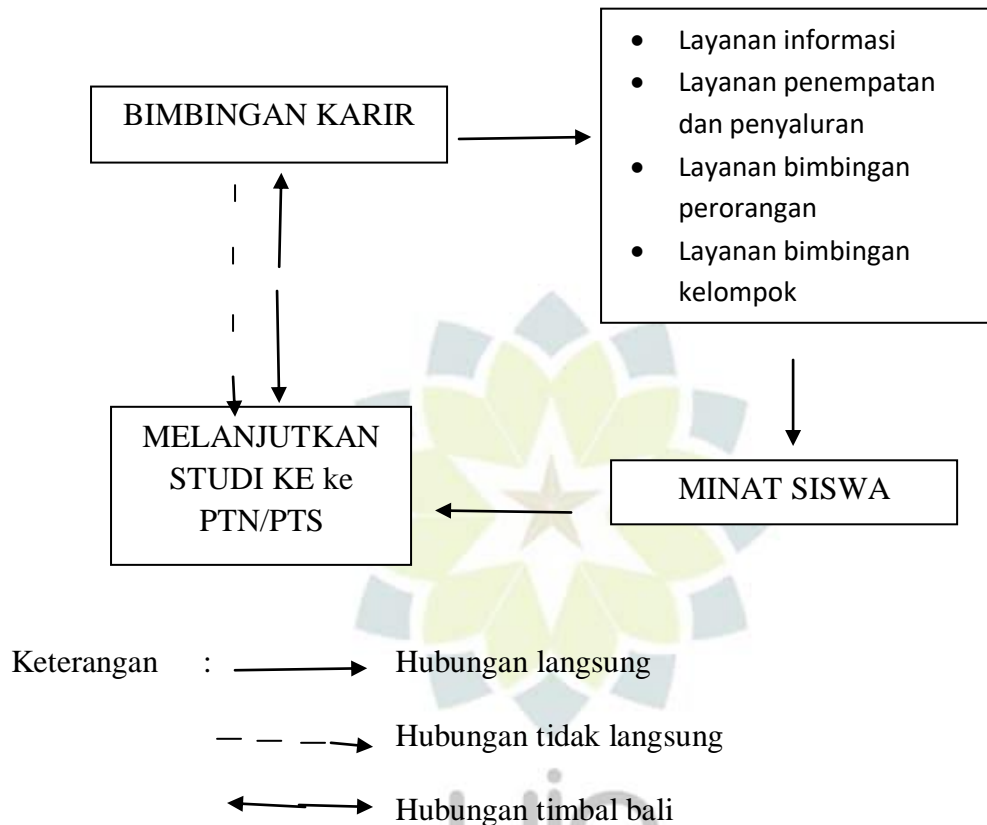 BIMBINGAN KARIR
• Layanan informasi
• Layanan penempatan
dan penyaluran
• Layanan bimbingan
perorangan
• Layanan bimbingan
kelompok
MELANJUTKAN
STUDI KE ke
PTN/PTS
MINAT SISWA
Keterangan : Hubungan langsung
Hubungan tidak langsung
Hubungan timbal bali